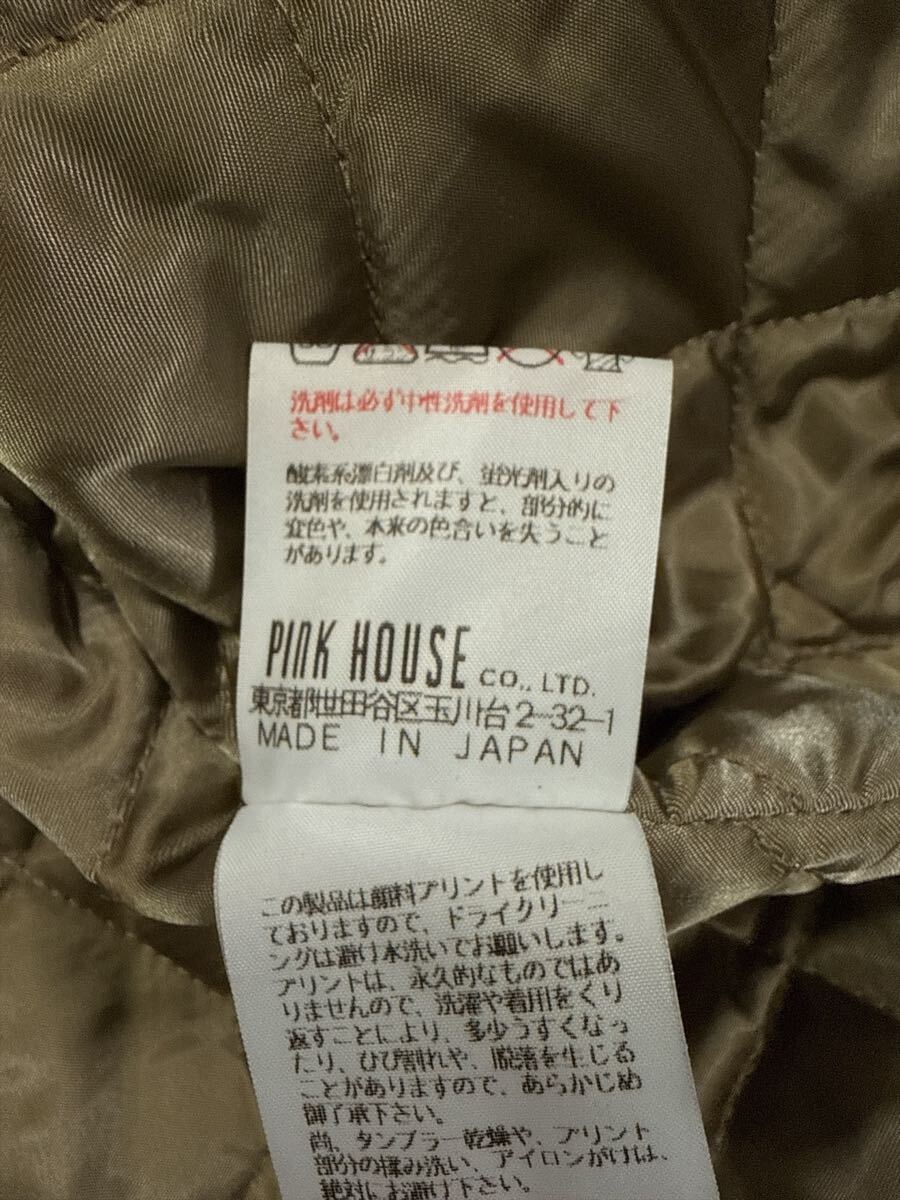 洗剤は必ず中性洗剤を使用して下
さい。
酸素系漂白剤及び、蛍光剤入りの
洗剤を使用されますと、部分的に
変色や、本来の色合いを失うこと
があります。
PINK HOUSE CO., LTD.
東京都世田谷区玉川台2-32-1
MADE IN JAPAN
この製品は顔料プリントを使用し
ておりますので、ドライクリーニ
ングは避け水洗いでお願いします。
プリントは、永久的なものではあ
りませんので、洗濯や着用をくり
返すことにより、多少うすくなっ
たり、ひび割れや、脱落を生じる
ことがありますので、あらかじめ
御了承下さい。
尚、タンブラー乾燥や、プリント
部分の揉み洗い、アイロンがけは、
絶対にお避け下さい。